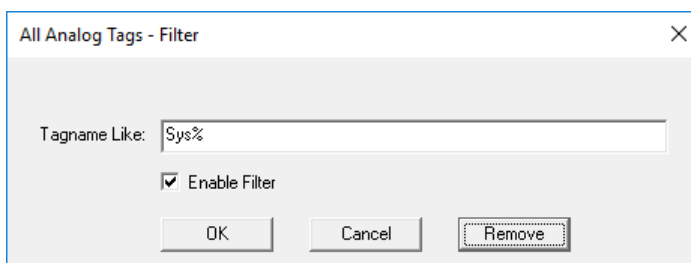 All Analog Tags - Filter
Tagname Like: Sys%
Enable Filter
OK Cancel Remove